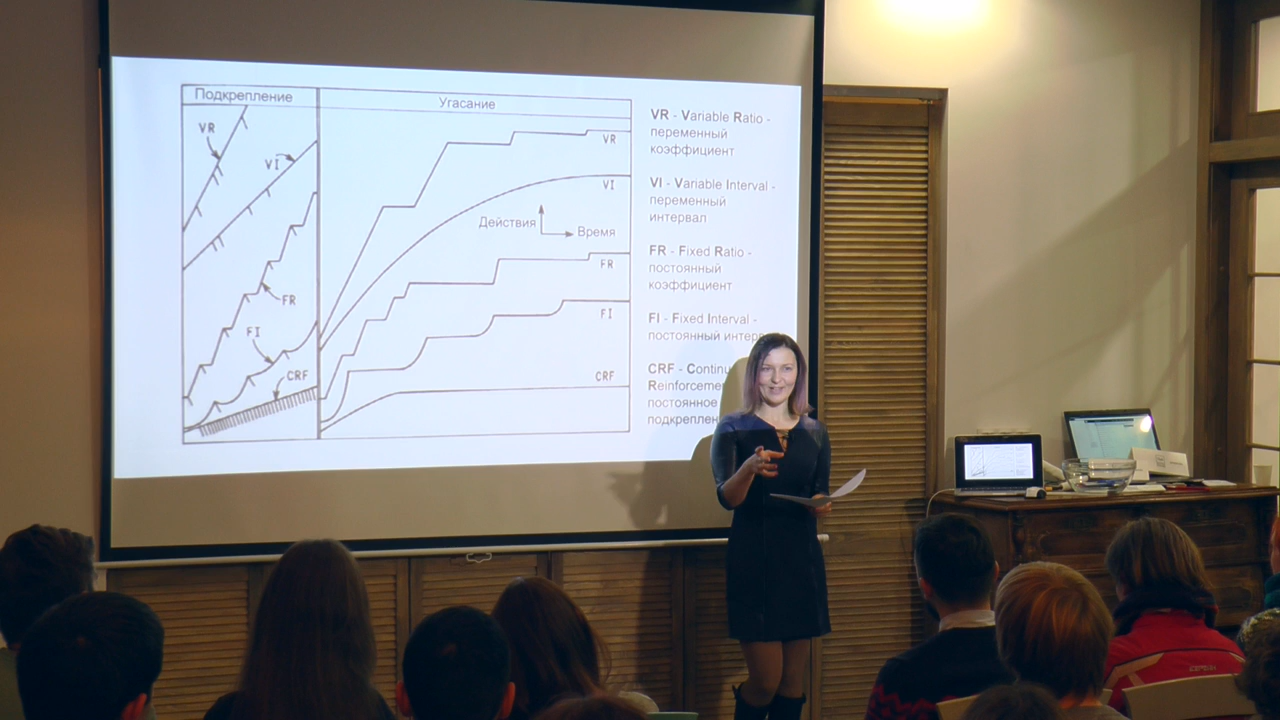 Подкрепление
Угасание
VR
VI
FR
FI
CRF
VR
VI
Действия
Время
FR
FI
CRF
VR - Variable Ratio -
переменный
коэффициент
VI - Variable Interval -
переменный
интервал
FR - Fixed Ratio -
постоянный
коэффициент
FI - Fixed Interval -
постоянный
CRF -
постоянное